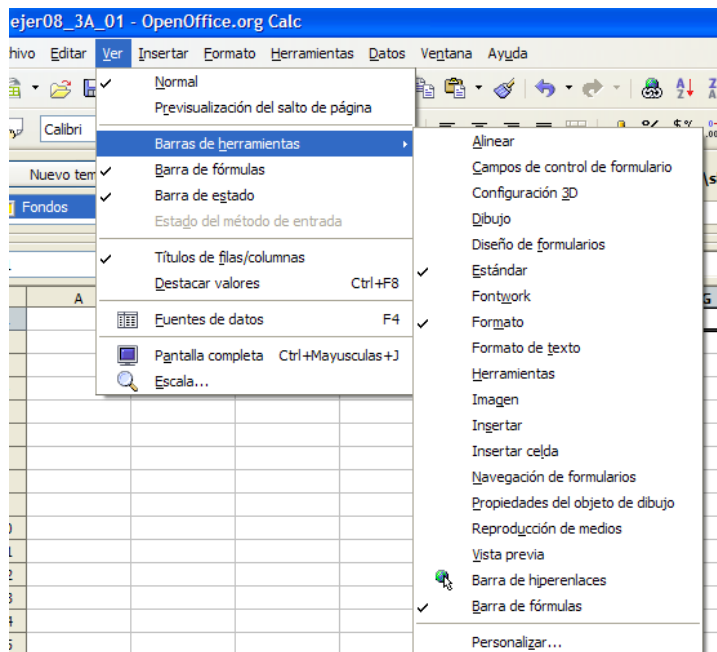 ejer08_3A_01 - OpenOffice.org Calc
hivo Editar Ver Insertar Formato Herramientas Datos Ventana Ayuda
Calibri
Nuevo tem
Fondos
A
G
Normal
Previsualización del salto de página
Barras de herramientas
Barra de fórmulas
Barra de estado
Estado del método de entrada
Títulos de filas/columnas
Destacar valores Ctrl+F8
Fuentes de datos F4
Pantalla completa Ctrl+Mayusculas+J
Escala...
Alinear
Campos de control de formulario
Configuración 3D
Dibujo
Diseño de formularios
Estándar
Fontwork
Formato
Formato de texto
Herramientas
Imagen
Insertar
Insertar celda
Navegación de formularios
Propiedades del objeto de dibujo
Reproducción de medios
Vista previa
Barra de hiperenlaces
Barra de fórmulas
Personalizar...